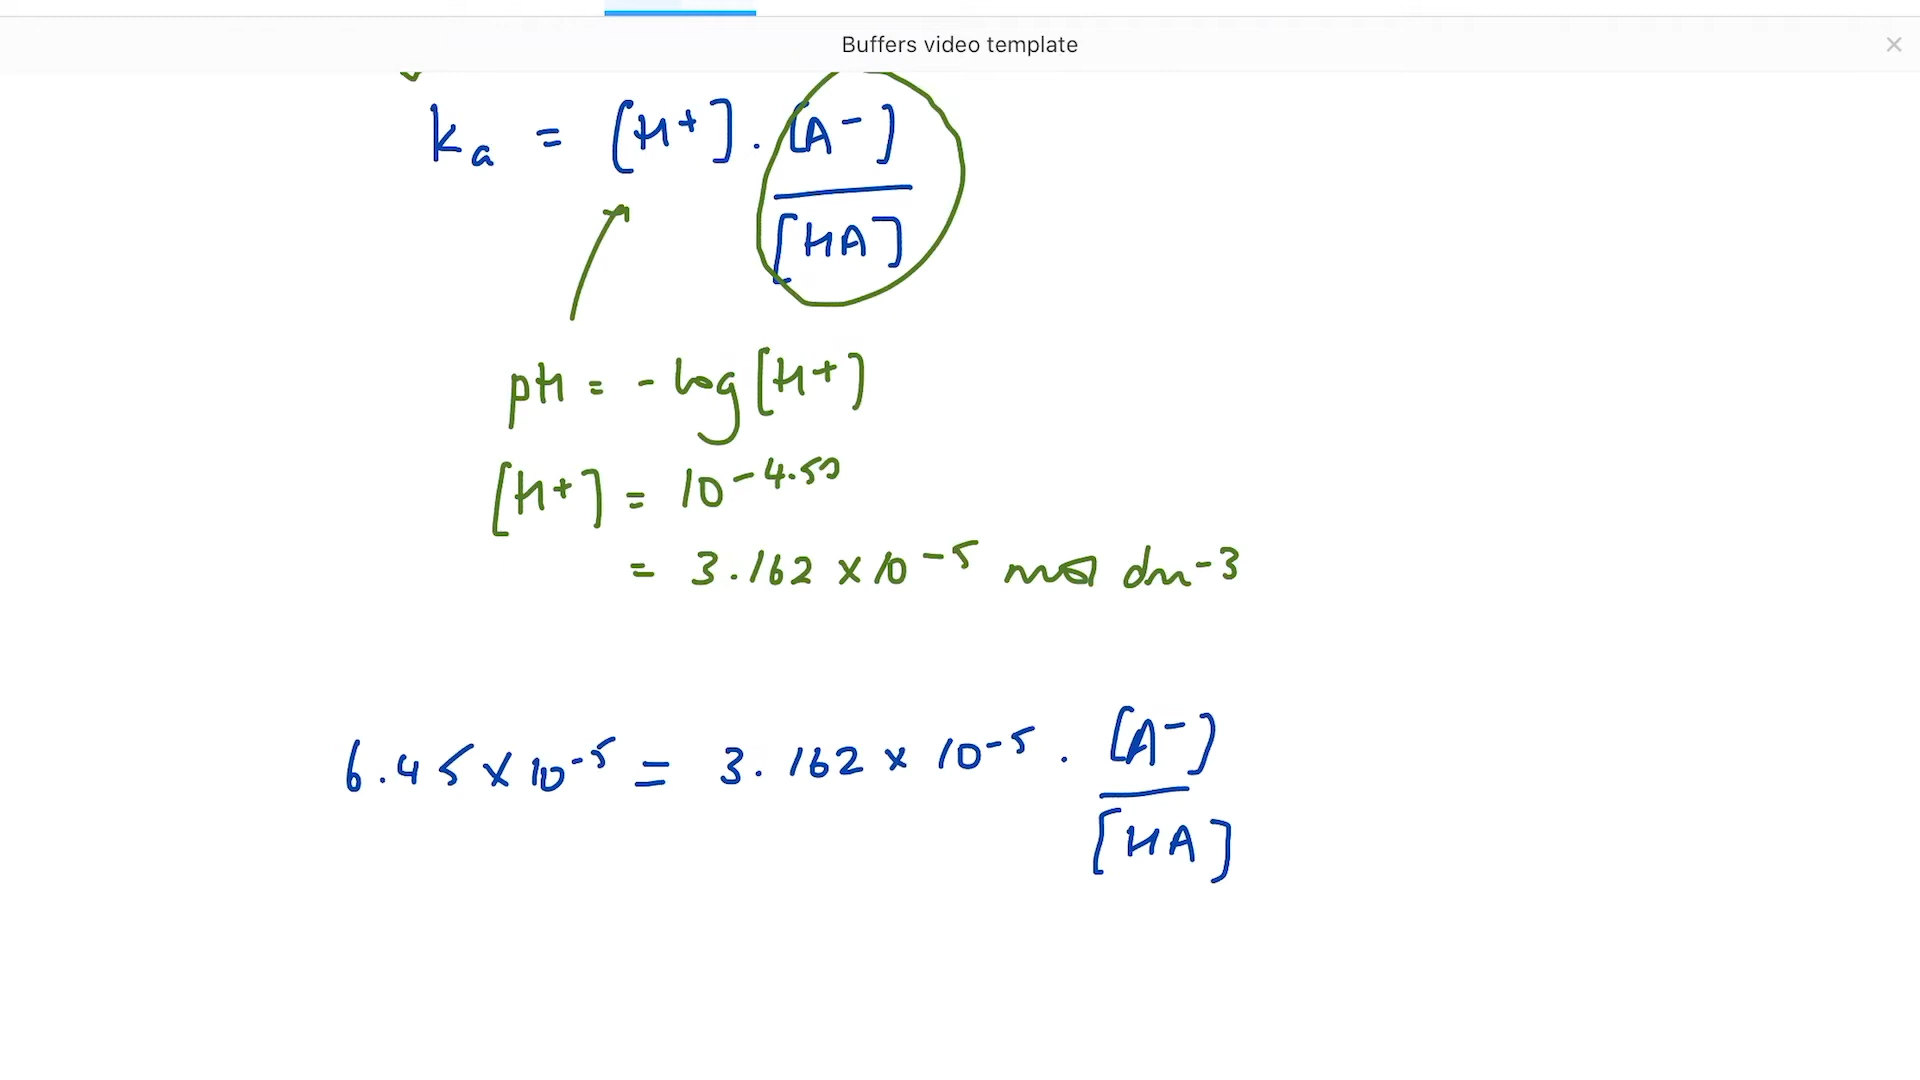 Buffers video template
ka = [H+] . [A-]
[HA]
pH = - log [H+]
[H+] = 10-4.50
= 3.162 x 10-5 mol dm-3
6.45 x 10-5 = 3.162 x 10-5 . [A-]
[HA]